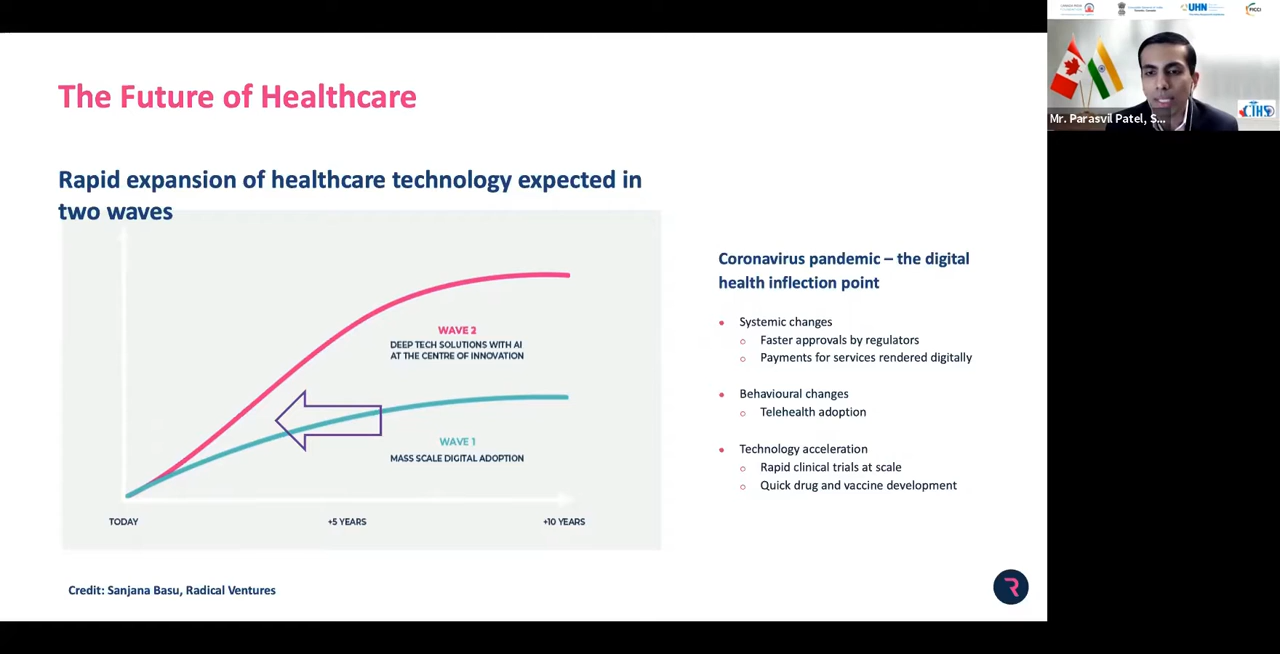 The Future of Healthcare
Rapid expansion of healthcare technology expected in
two waves
WAVE 2
DEEP TECH SOLUTIONS WITH AI
AT THE CENTRE OF INNOVATION
WAVE 1
MASS SCALE DIGITAL ADOPTION
TODAY
+5 YEARS
+10 YEARS
Credit: Sanjana Basu, Radical Ventures
Coronavirus pandemic – the digital
health inflection point
Systemic changes
Faster approvals by regulators
Payments for services rendered digitally
Behavioural changes
Telehealth adoption
Technology acceleration
Rapid clinical trials at scale
Quick drug and vaccine development
R
UHN
FICCI
CIHS
Mr. Parasvil Patel, S...